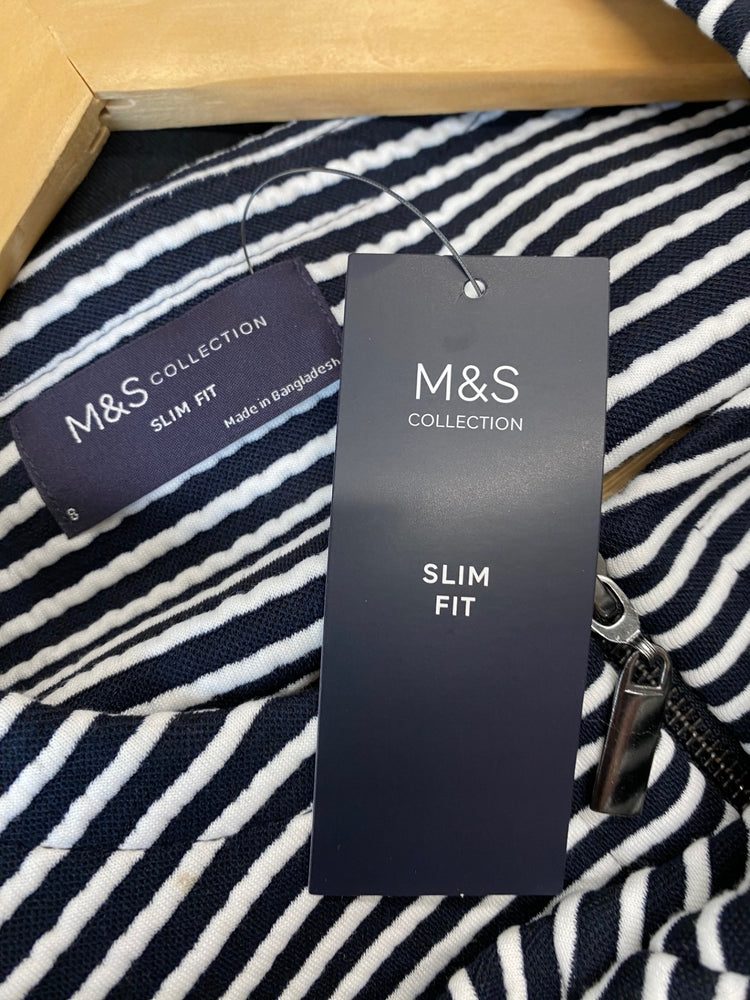 M&S COLLECTION
SLIM FIT
Made in Bangladesh
8
M&S
COLLECTION
SLIM
FIT